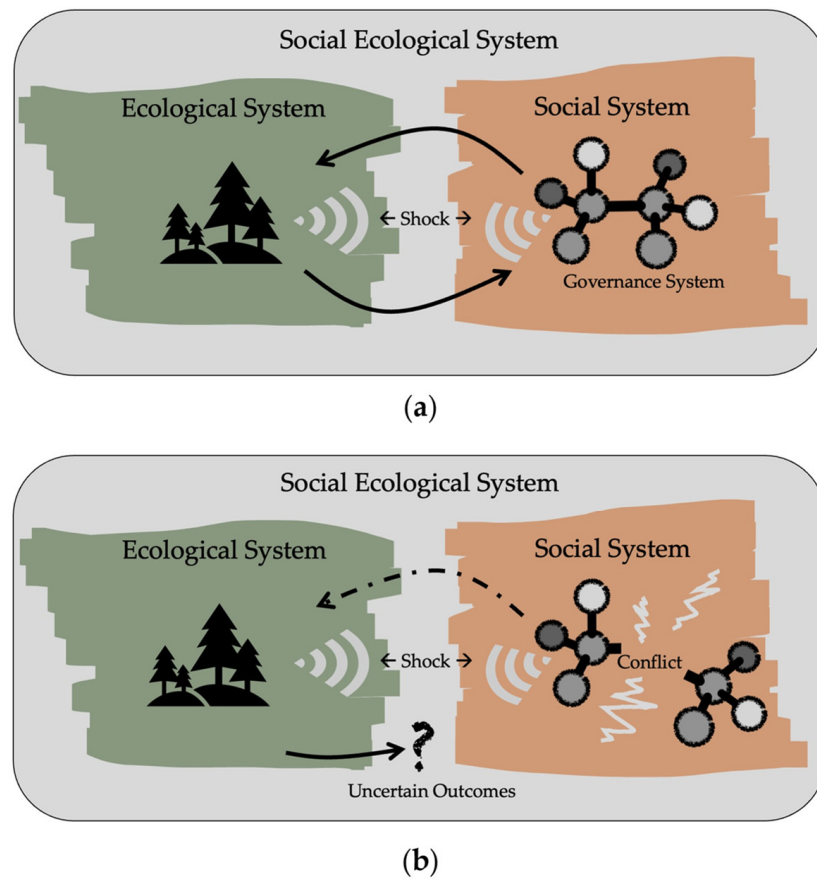 Social Ecological System
Ecological System
Social System
← Shock →
Governance System
(a)
Social Ecological System
Ecological System
Social System
← Shock →
Conflict
?
Uncertain Outcomes
(b)